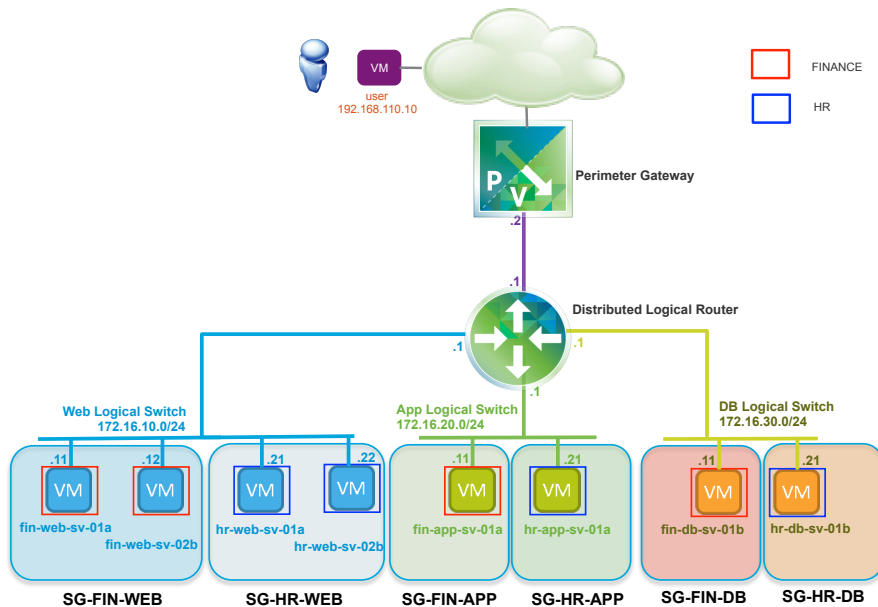 VM
user
192.168.110.10
FINANCE
HR
P
V
Perimeter Gateway
.2
.1
Distributed Logical Router
.1
.1
.1
Web Logical Switch
172.16.10.0/24
App Logical Switch
172.16.20.0/24
DB Logical Switch
172.16.30.0/24
.11
.12
.21
.22
.11
.21
.11
.21
VM
VM
VM
VM
VM
VM
VM
VM
fin-web-sv-01a
fin-web-sv-02b
hr-web-sv-01a
hr-web-sv-02b
fin-app-sv-01a
hr-app-sv-01a
fin-db-sv-01b
hr-db-sv-01b
SG-FIN-WEB
SG-HR-WEB
SG-FIN-APP
SG-HR-APP
SG-FIN-DB
SG-HR-DB